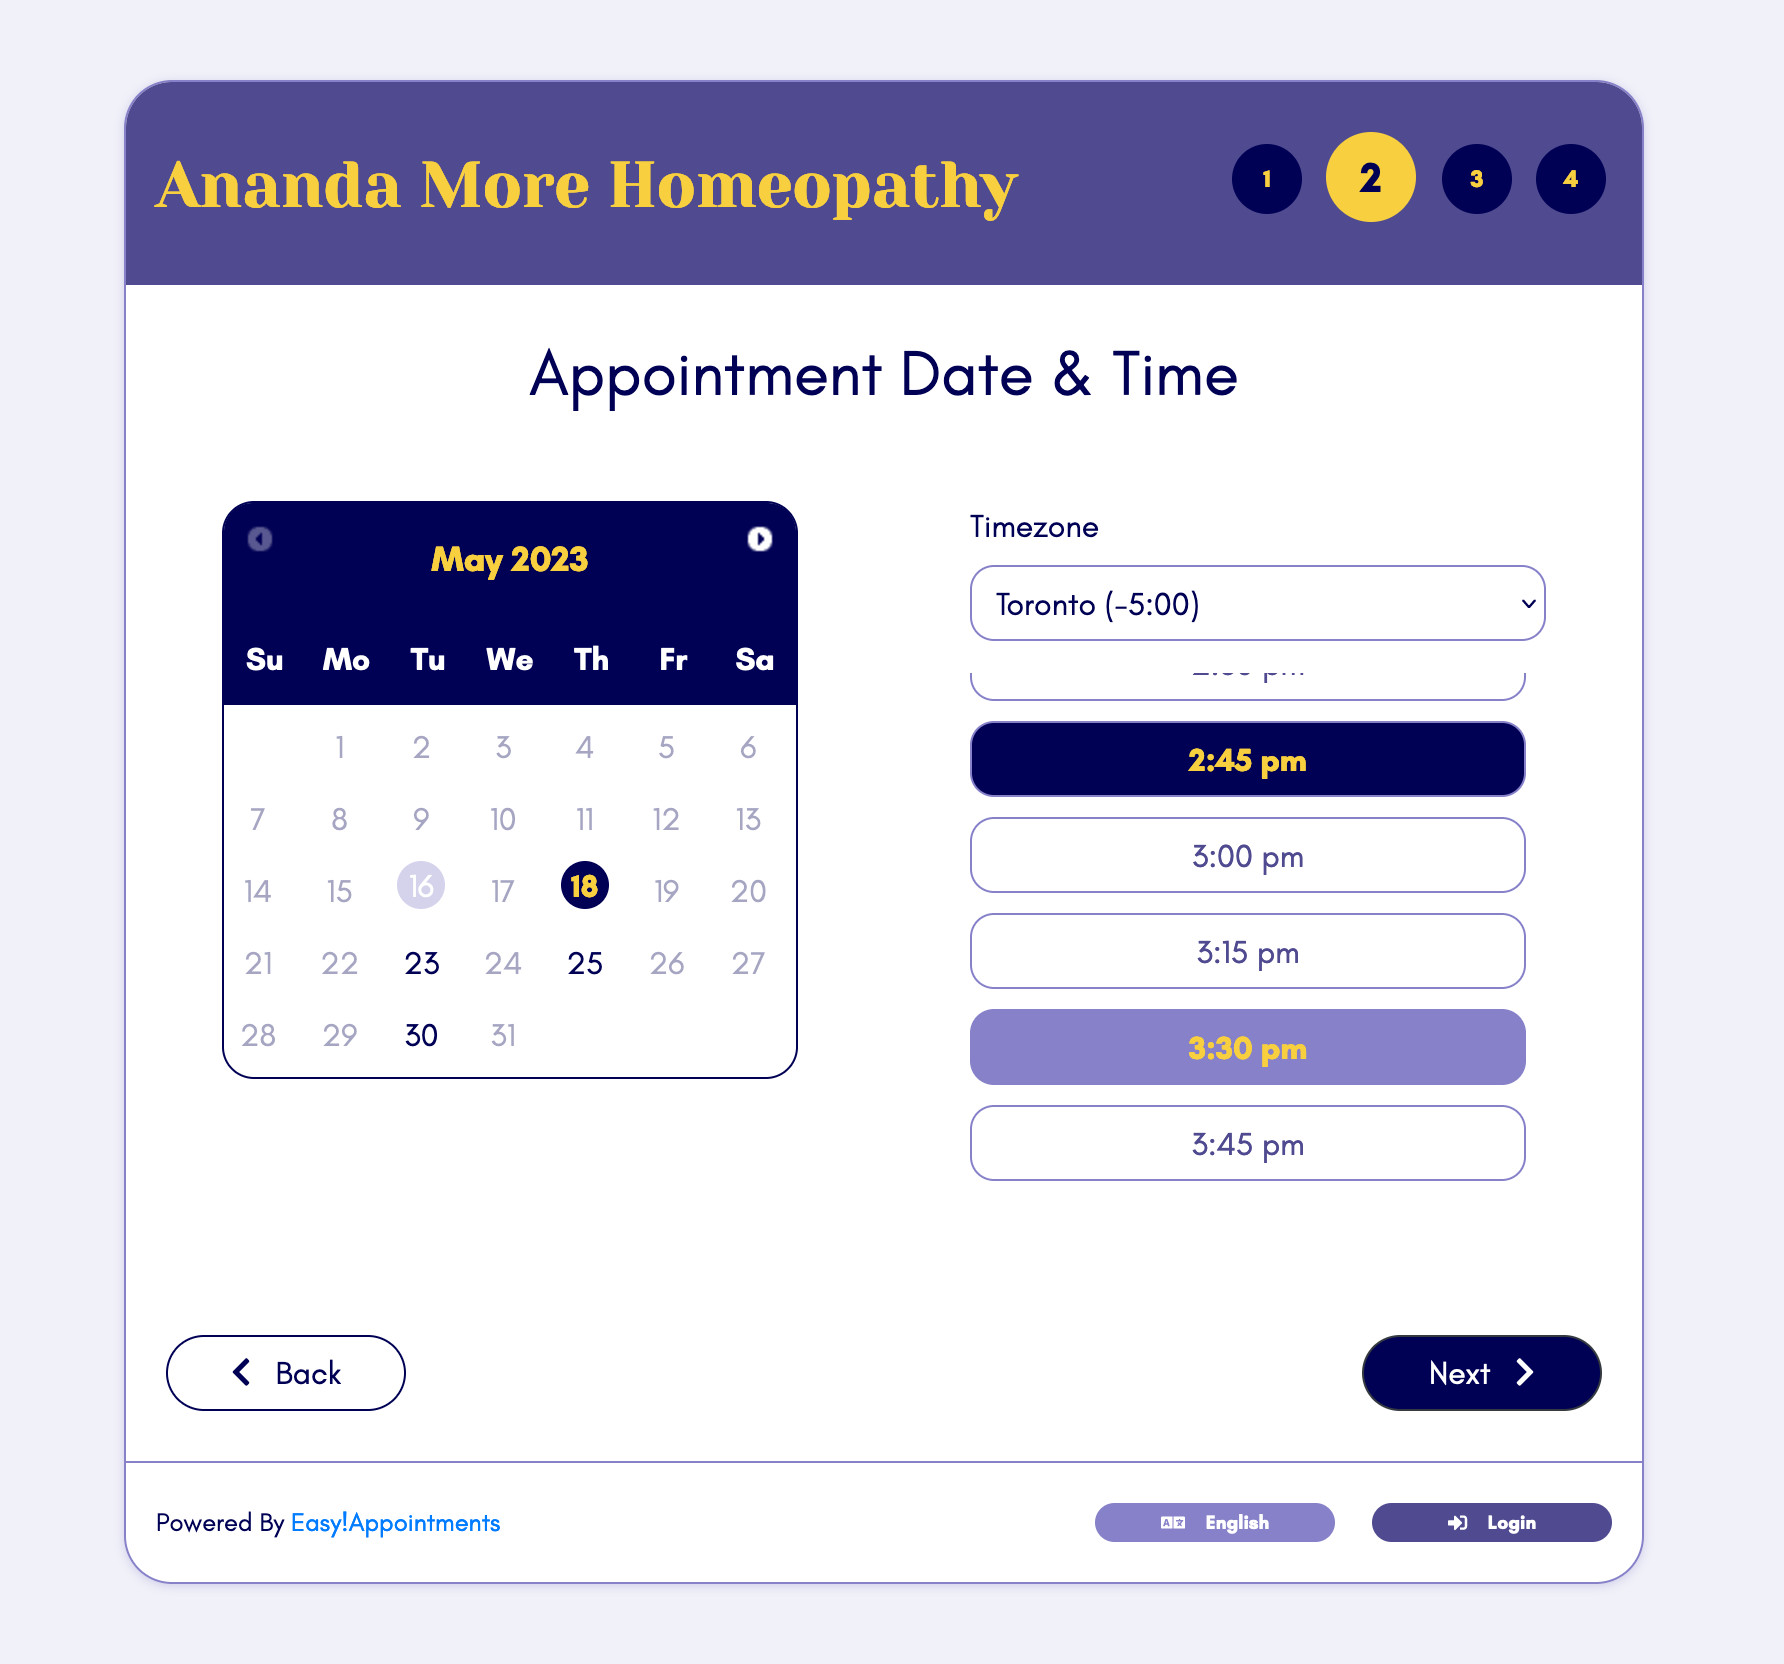 Ananda More Homeopathy
1 2 3 4
Appointment Date & Time
May 2023
Su Mo Tu We Th Fr Sa
1 2 3 4 5 6
7 8 9 10 11 12 13
14 15 16 17 18 19 20
21 22 23 24 25 26 27
28 29 30 31
Timezone
Toronto (-5:00)
2:45 pm
3:00 pm
3:15 pm
3:30 pm
3:45 pm
Back
Next
Powered By Easy!Appointments
English
Login